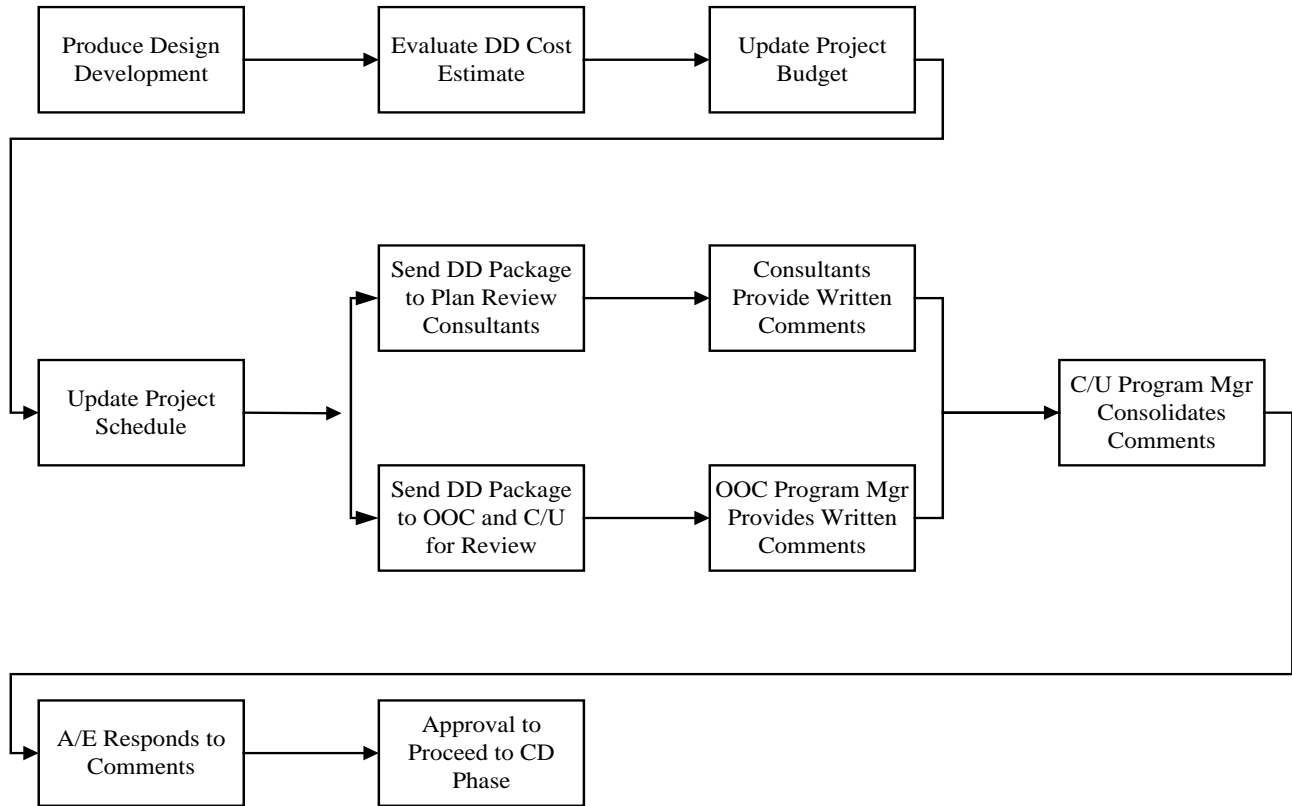 Produce Design
Development
Evaluate DD Cost
Estimate
Update Project
Budget
Send DD Package
to Plan Review
Consultants
Consultants
Provide Written
Comments
Update Project
Schedule
C/U Program Mgr
Consolidates
Comments
Send DD Package
to OOC and C/U
for Review
OOC Program Mgr
Provides Written
Comments
A/E Responds to
Comments
Approval to
Proceed to CD
Phase